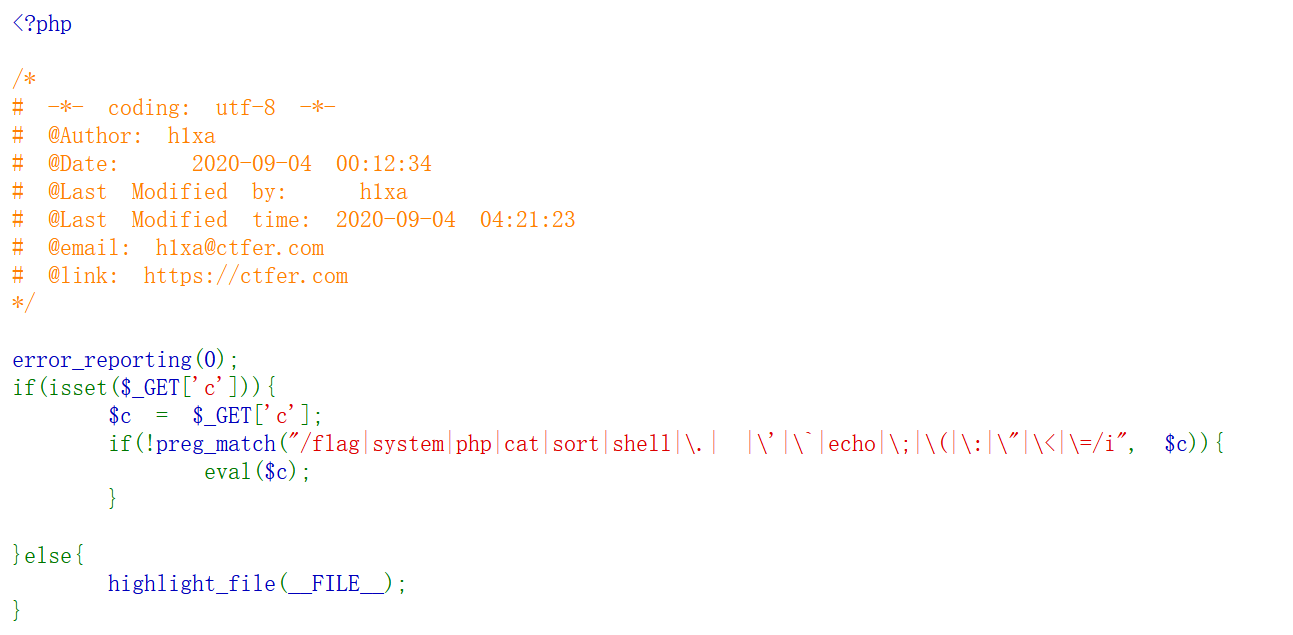 <?php

/*
# -*- coding: utf-8 -*-
# @Author: h1xa
# @Date:   2020-09-04 00:12:34
# @Last Modified by:   h1xa
# @Last Modified time: 2020-09-04 04:21:23
# @email: h1xa@ctfer.com
# @link: https://ctfer.com
*/

error_reporting(0);
if(isset($_GET['c'])){
    $c = $_GET['c'];
    if(!preg_match("/flag|system|php|cat|sort|shell|\.| |\'|\`|echo|\;|\(|\:|\"|\<|\=/i", $c)){
        eval($c);
    }

}else{
    highlight_file(__FILE__);
}